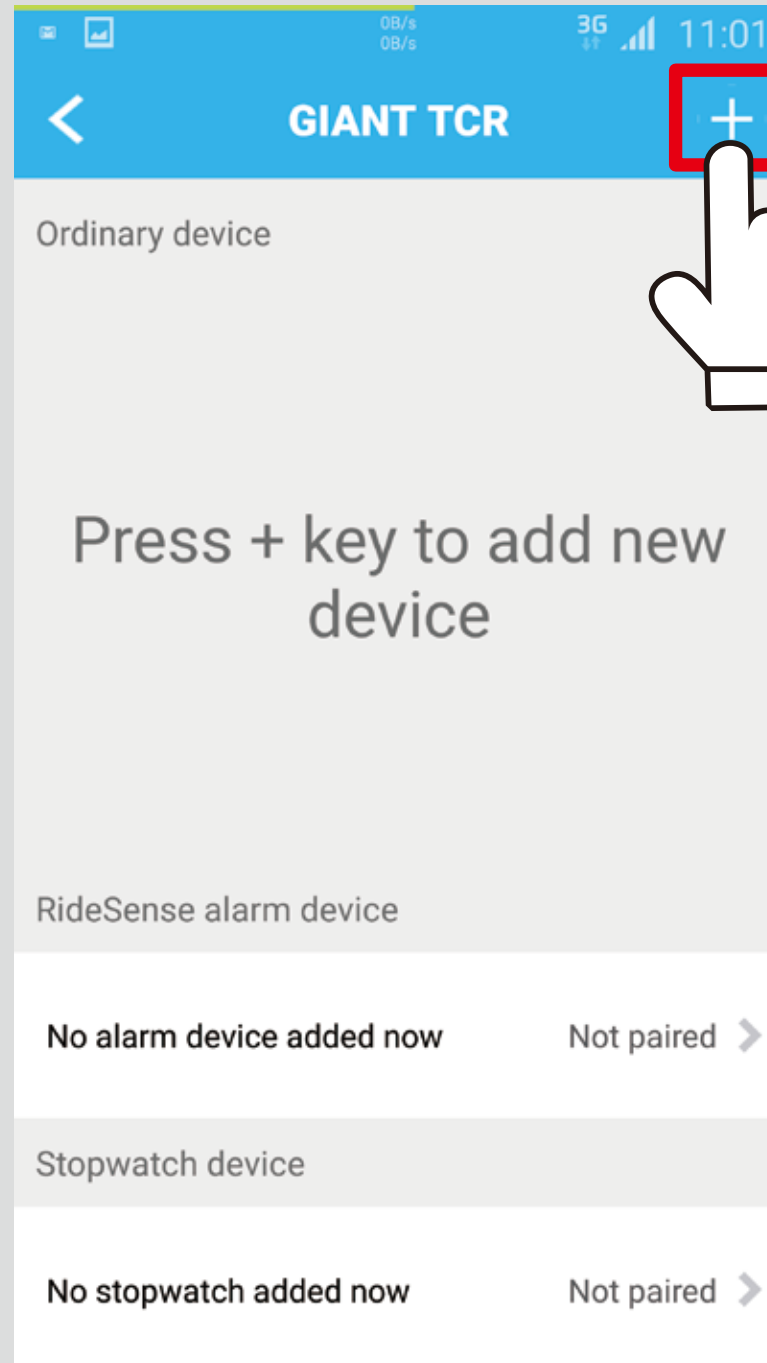 0B/s
0B/s
3G
11:01
GIANT TCR
+
Ordinary device
Press + key to add new
device
RideSense alarm device
No alarm device added now
Not paired
Stopwatch device
No stopwatch added now
Not paired